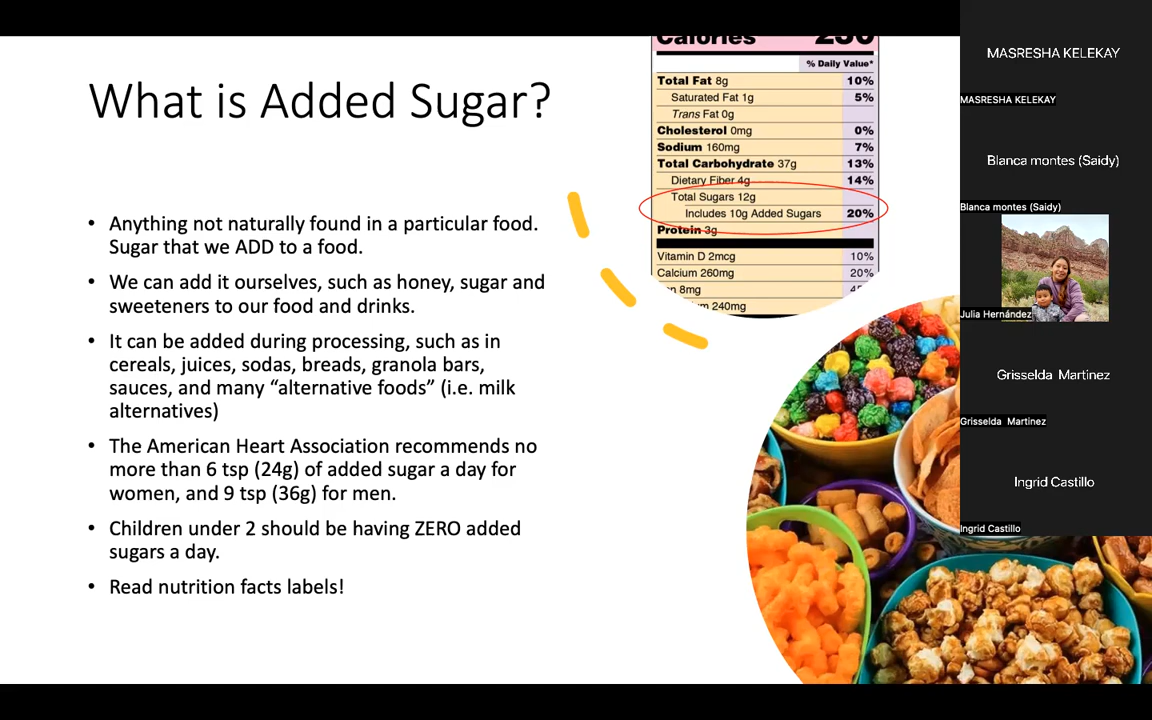 What is Added Sugar?
• Anything not naturally found in a particular food.
Sugar that we ADD to a food.
• We can add it ourselves, such as honey, sugar and
sweeteners to our food and drinks.
• It can be added during processing, such as in
cereals, juices, sodas, breads, granola bars,
sauces, and many “alternative foods” (i.e. milk
alternatives)
• The American Heart Association recommends no
more than 6 tsp (24g) of added sugar a day for
women, and 9 tsp (36g) for men.
• Children under 2 should be having ZERO added
sugars a day.
• Read nutrition facts labels!
Calories 230
% Daily Value*
Total Fat 8g 10%
Saturated Fat 1g 5%
Trans Fat 0g
Cholesterol 0mg 0%
Sodium 160mg 7%
Total Carbohydrate 37g 13%
Dietary Fiber 4g 14%
Total Sugars 12g
Includes 10g Added Sugars 20%
Protein 3g
Vitamin D 2mcg 10%
Calcium 260mg 20%
8mg
240mg
MASRESHA KELEKAY
MASRESHA KELEKAY
Blanca montes (Saidy)
Blanca montes (Saidy)
Julia Hernández
Grisselda Martinez
Grisselda Martinez
Ingrid Castillo
Ingrid Castillo